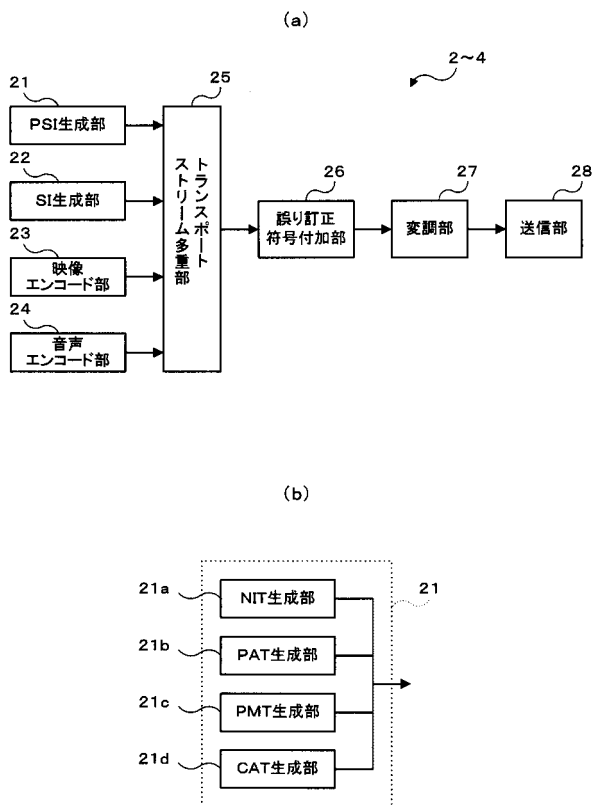 (a)
2～4
21
PSI生成部
22
SI生成部
23
映像
エンコード部
24
音声
エンコード部
25
トランスポート
ストリーム多重部
26
誤り訂正
符号付加部
27
変調部
28
送信部
(b)
21
21a
NIT生成部
21b
PAT生成部
21c
PMT生成部
21d
CAT生成部